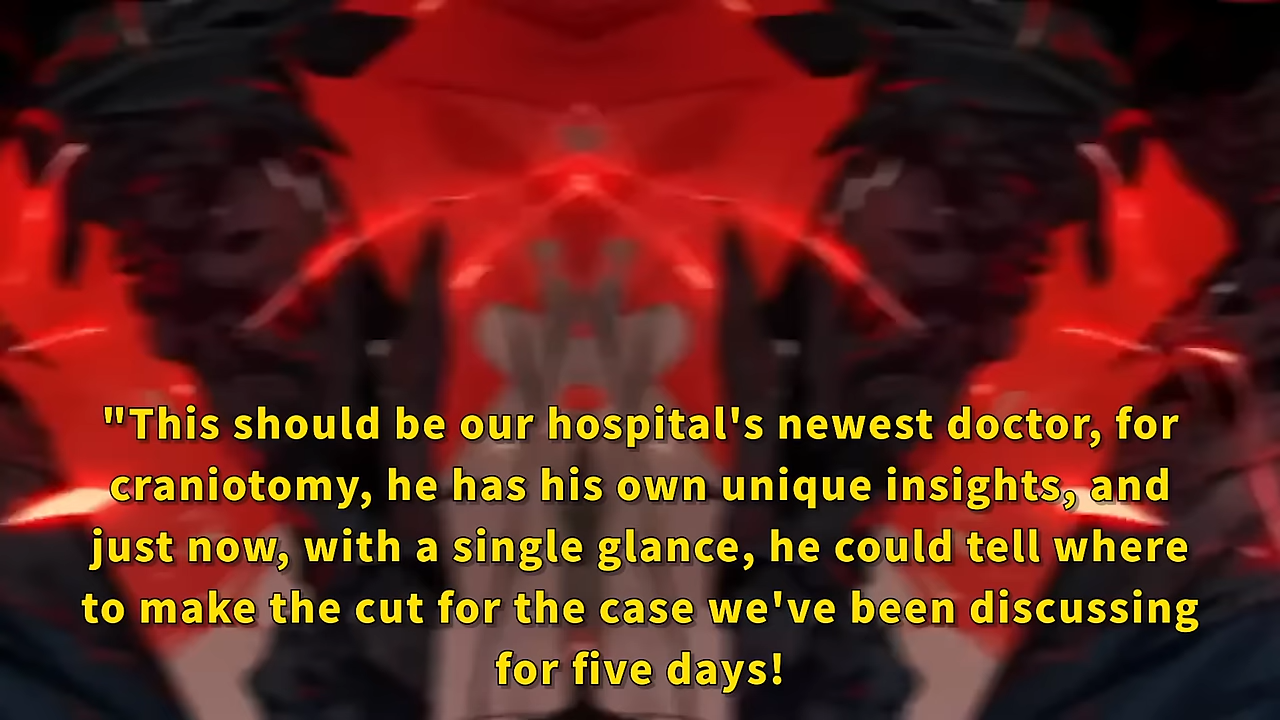 "This should be our hospital's newest doctor, for
craniotomy, he has his own unique insights, and
just now, with a single glance, he could tell where
to make the cut for the case we've been discussing
for five days!